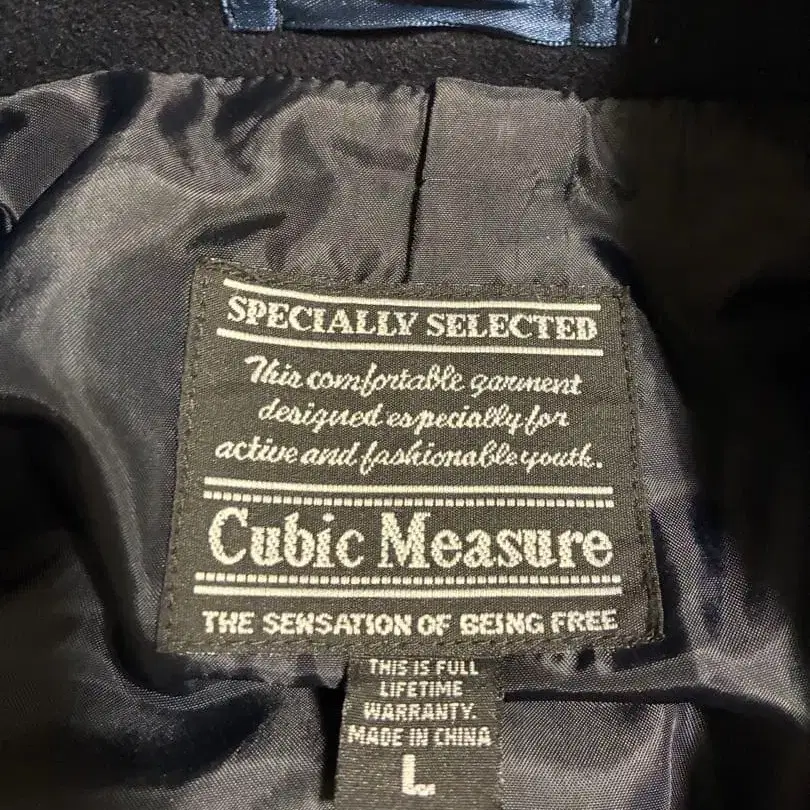 SPECIALLY SELECTED
This comfortable garment
designed especially for
active and fashionable youth.
Cubic Measure
THE SENSATION OF BEING FREE
THIS IS FULL
LIFETIME
WARRANTY.
MADE IN CHINA
L